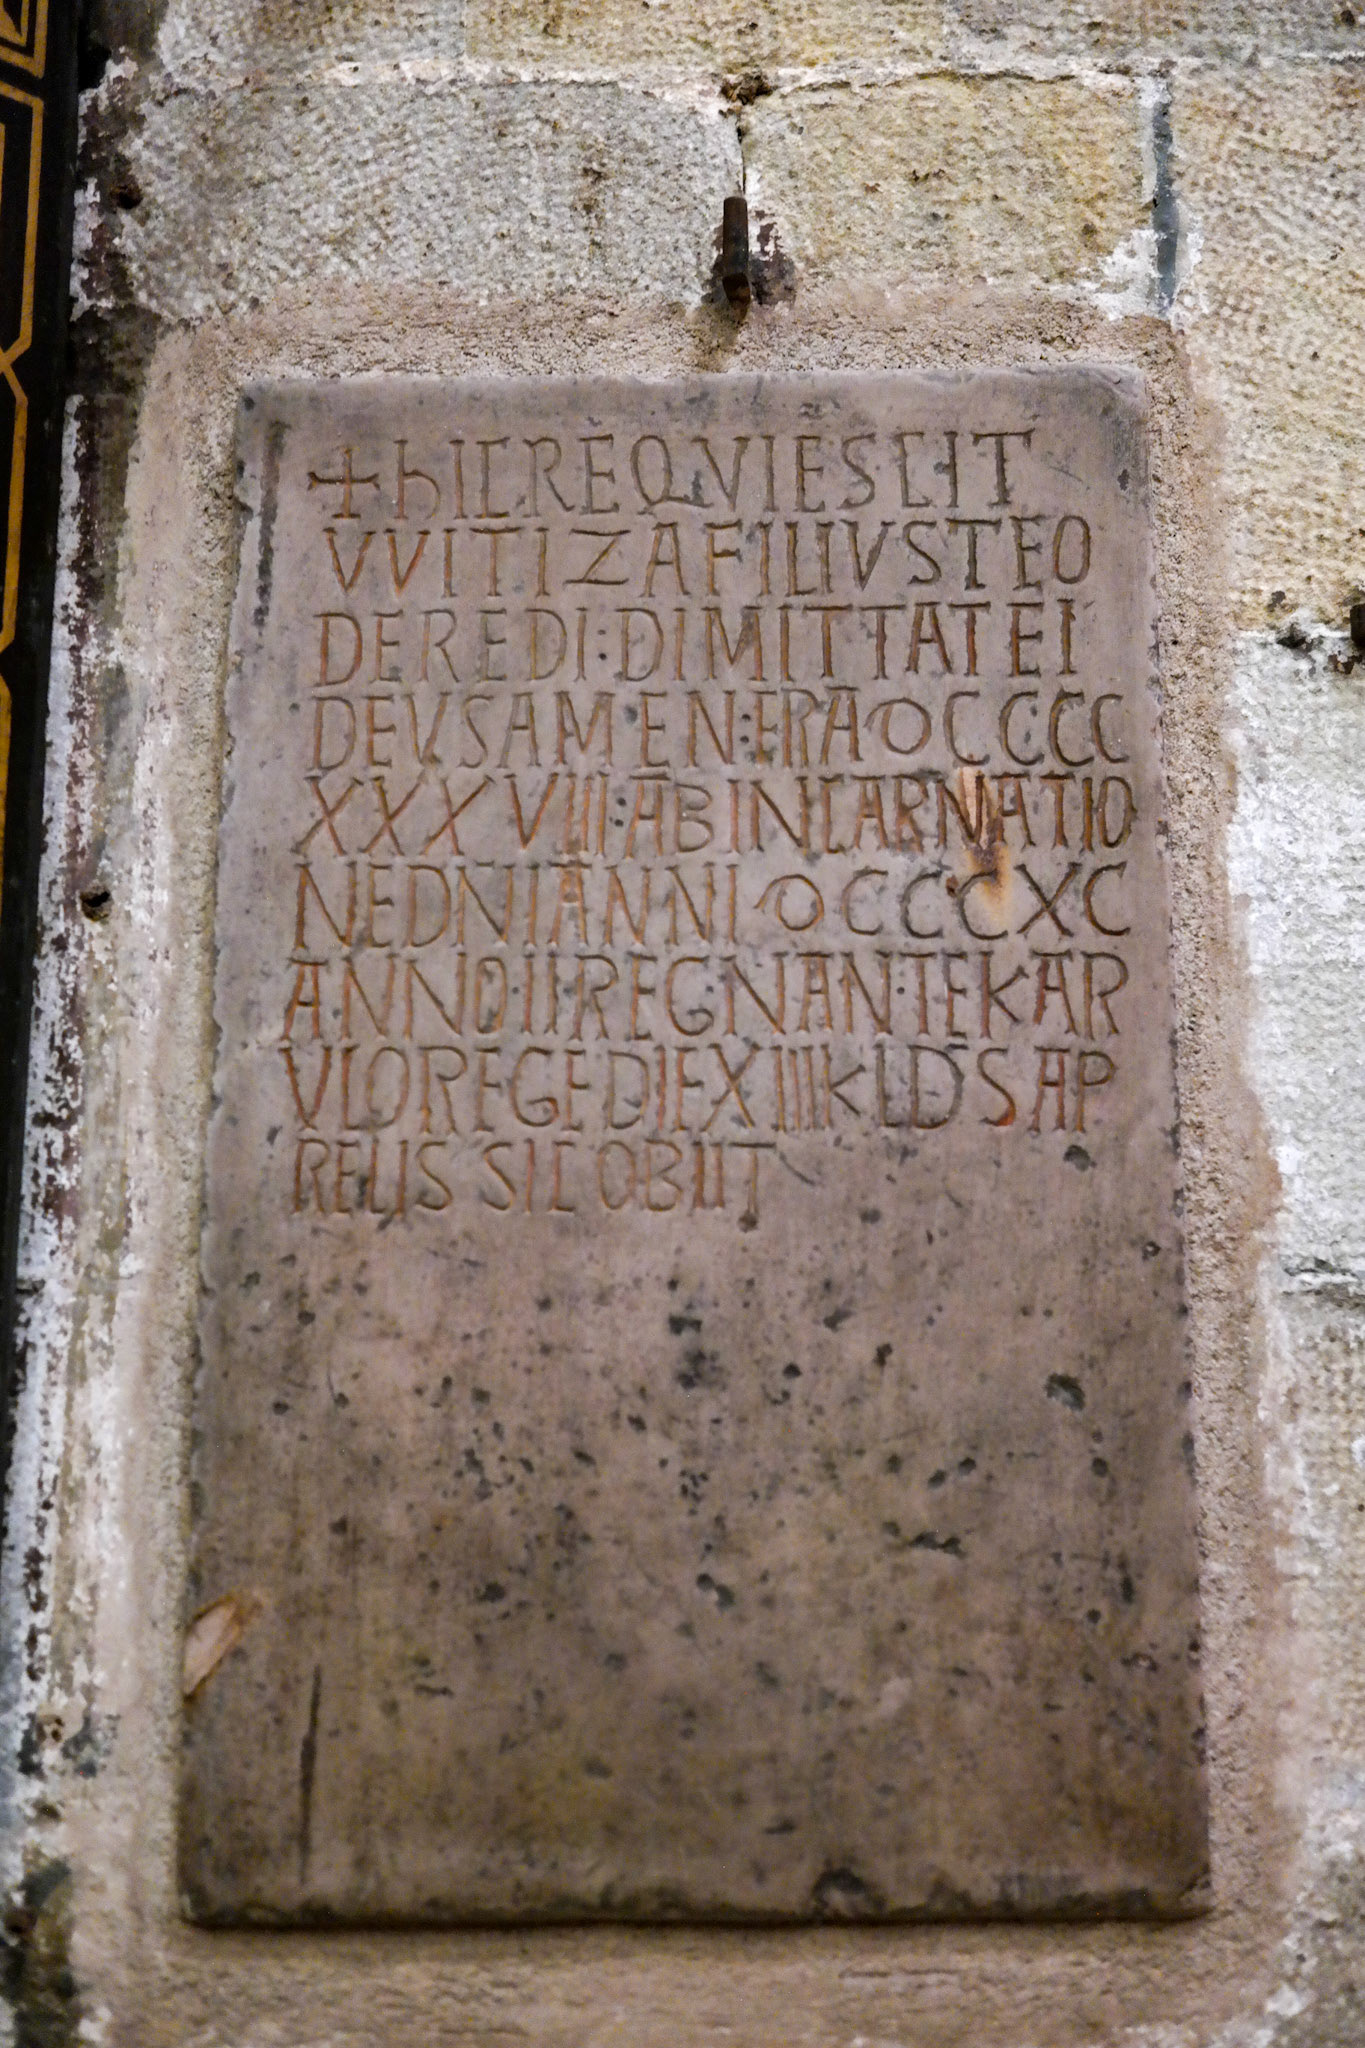 + hIC REQVIESCIT
VVITIZA FILIVS TEO
DEREDI : DIMITTAT EI
DEVS AMEN : ERA DCCCC
XXXVIII : AB INCARNATIO
NE DNI ANNI DCCCXC
ANNO : II REGNANTE KAR
VLO REGE DIE XIIII KLDS AP
RELIS SIC OBIIT